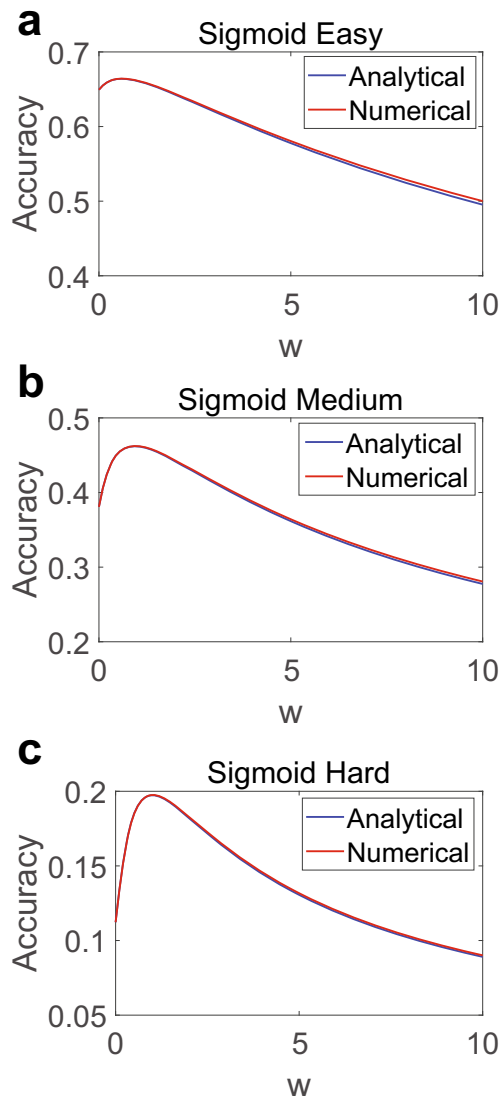 a
Sigmoid Easy
0.7
0.6
0.5
0.4
Accuracy
Analytical
Numerical
0
5
10
w
b
Sigmoid Medium
0.5
0.4
0.3
0.2
Accuracy
Analytical
Numerical
0
5
10
w
c
Sigmoid Hard
0.2
0.15
0.1
0.05
Accuracy
Analytical
Numerical
0
5
10
w